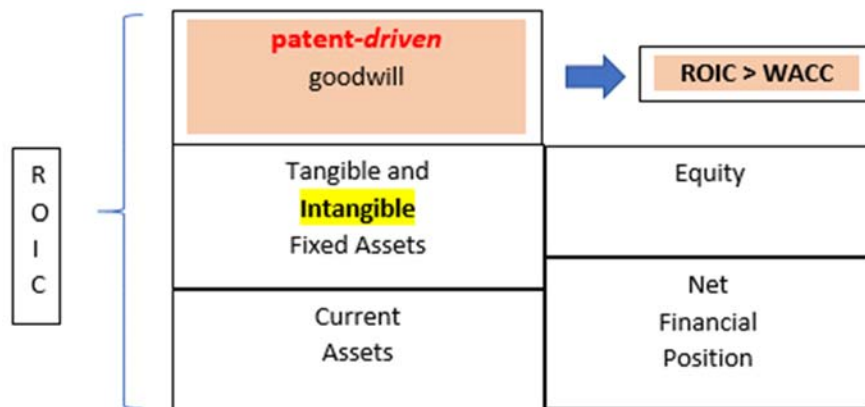 patent-driven
goodwill
ROIC > WACC
R
O
I
C
Tangible and
Intangible
Fixed Assets
Equity
Current
Assets
Net
Financial
Position